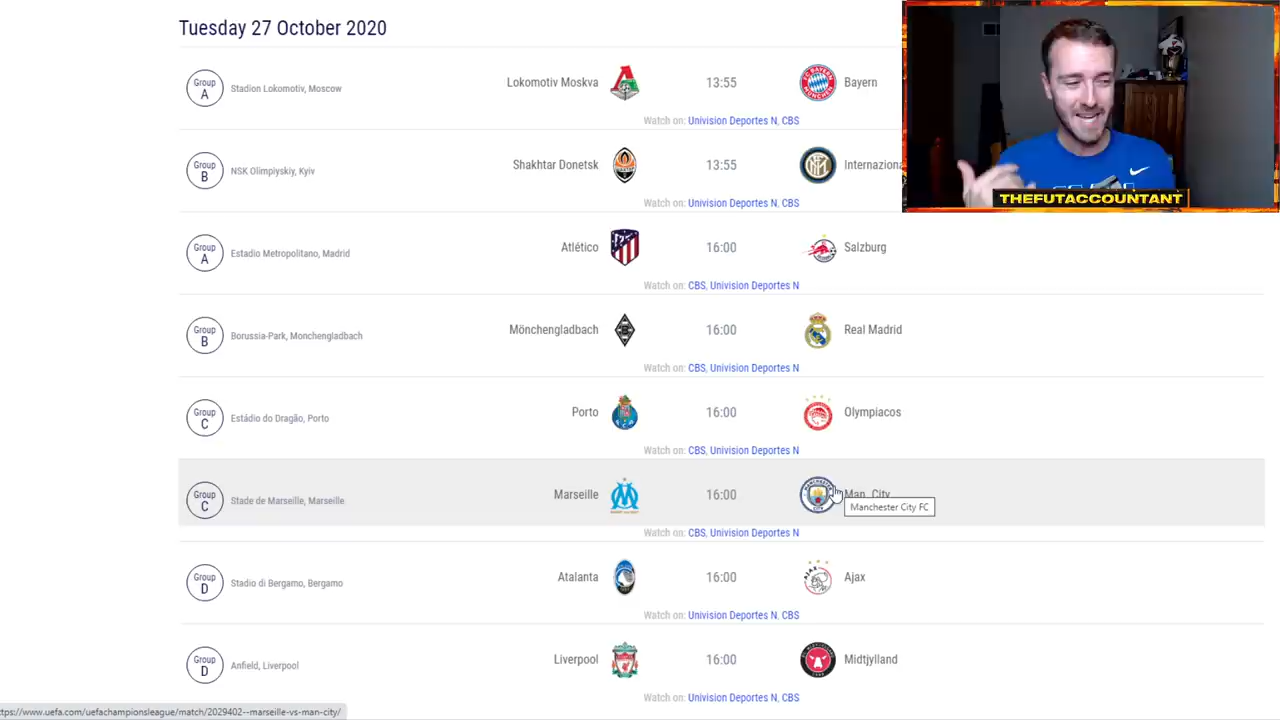 Tuesday 27 October 2020
Group A Stadion Lokomotiv, Moscow Lokomotiv Moskva 13:55 Bayern
Watch on: Univision Deportes N, CBS
Group B NSK Olimpiyskiy, Kyiv Shakhtar Donetsk 13:55 Internaziona
Watch on: Univision Deportes N, CBS
THEFUTACCOUNTANT
Group A Estadio Metropolitano, Madrid Atlético 16:00 Salzburg
Watch on: CBS, Univision Deportes N
Group B Borussia-Park, Monchengladbach Mönchengladbach 16:00 Real Madrid
Watch on: CBS, Univision Deportes N
Group C Estádio do Dragão, Porto Porto 16:00 Olympiacos
Watch on: CBS, Univision Deportes N
Group C Stade de Marseille, Marseille Marseille 16:00 Man. City
Manchester City FC
Watch on: CBS, Univision Deportes N
Group D Stadio di Bergamo, Bergamo Atalanta 16:00 Ajax
Watch on: Univision Deportes N, CBS
Group D Anfield, Liverpool Liverpool 16:00 Midtjylland
Watch on: Univision Deportes N, CBS
ttps://www.uefa.com/uefachampionsleague/match/2029402--marseille-vs-man-city/